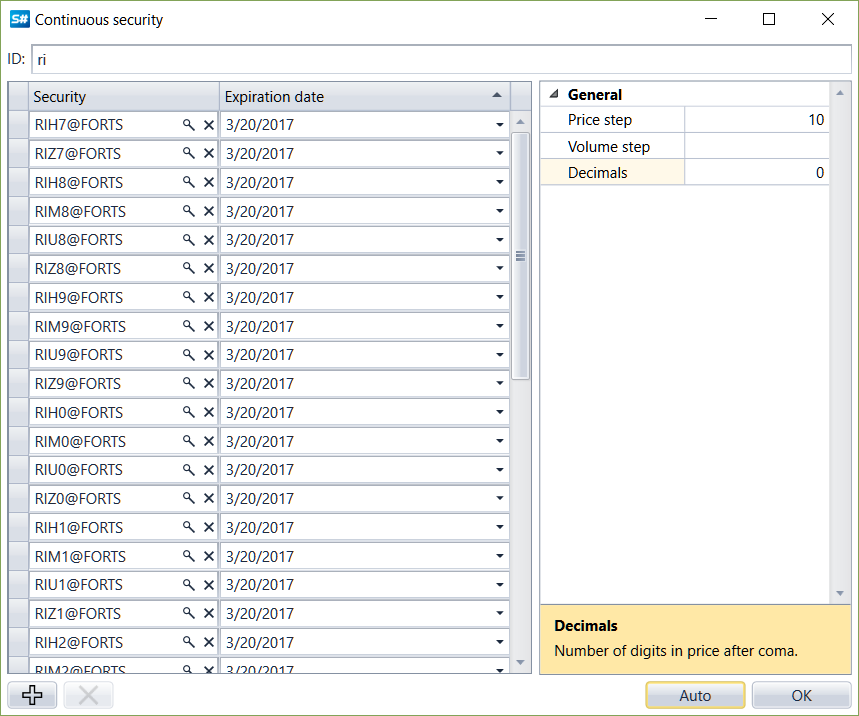 S# Continuous security
ID: ri
Security Expiration date
RIH7@FORTS 3/20/2017
RIZ7@FORTS 3/20/2017
RIH8@FORTS 3/20/2017
RIM8@FORTS 3/20/2017
RIU8@FORTS 3/20/2017
RIZ8@FORTS 3/20/2017
RIH9@FORTS 3/20/2017
RIM9@FORTS 3/20/2017
RIU9@FORTS 3/20/2017
RIZ9@FORTS 3/20/2017
RIH0@FORTS 3/20/2017
RIM0@FORTS 3/20/2017
RIU0@FORTS 3/20/2017
RIZ0@FORTS 3/20/2017
RIH1@FORTS 3/20/2017
RIM1@FORTS 3/20/2017
RIU1@FORTS 3/20/2017
RIZ1@FORTS 3/20/2017
RIH2@FORTS 3/20/2017
RIM2@FORTS 3/20/2017
General
Price step 10
Volume step
Decimals 0
Decimals
Number of digits in price after coma.
Auto OK